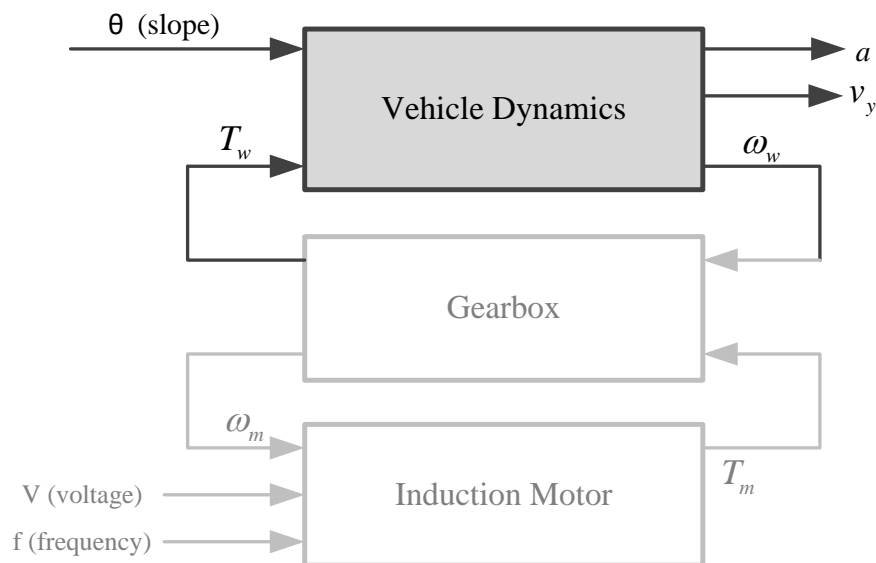 θ (slope)
a
Vehicle Dynamics
v_y
T_w
ω_w
Gearbox
ω_m
T_m
V (voltage)
Induction Motor
f (frequency)